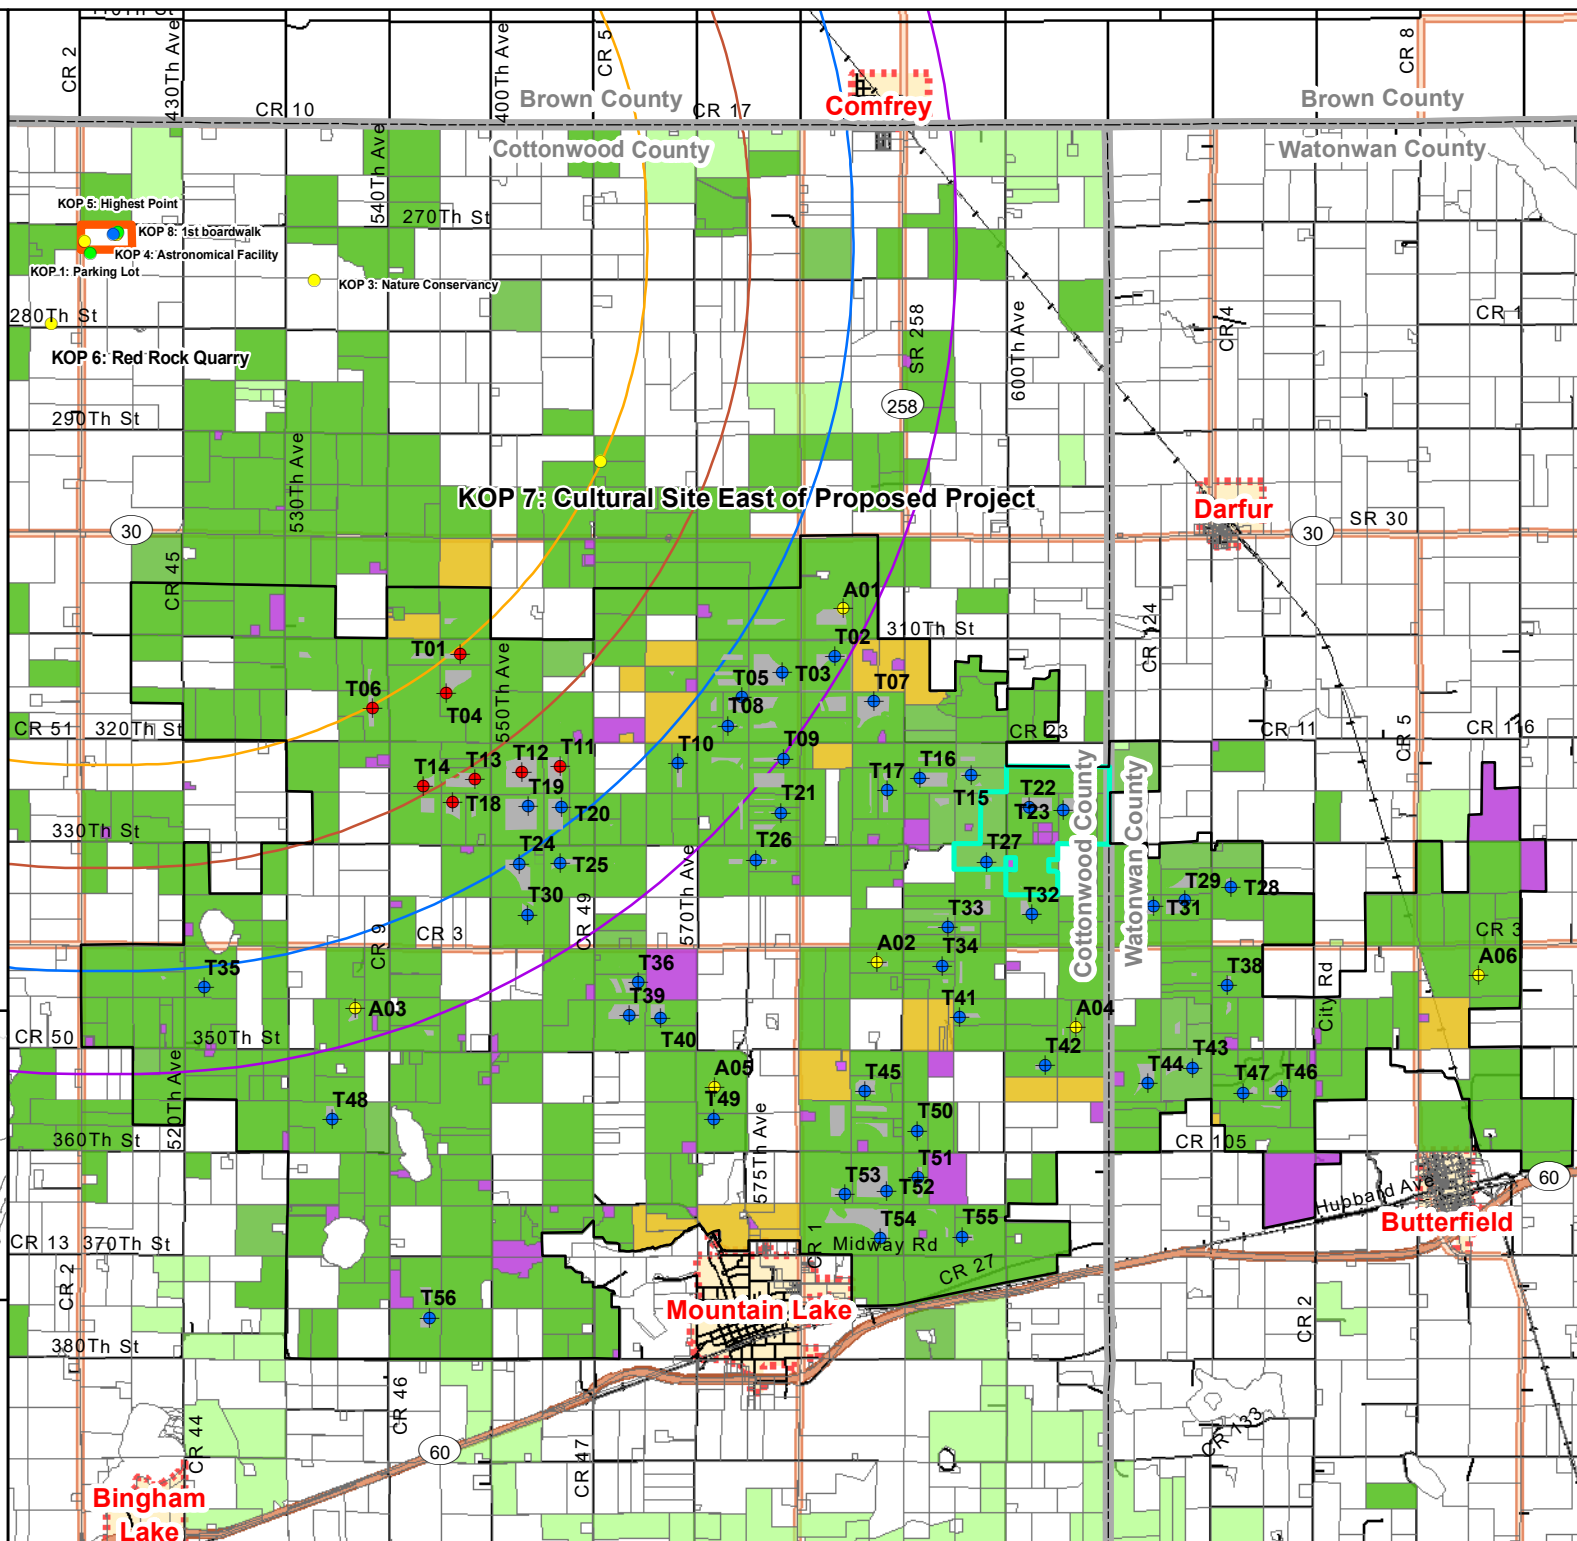 110Th St
CR 2
430Th Ave
400Th Ave
CR 5
CR 8
CR 10
Brown County
CR 17
Comfrey
Brown County
Cottonwood County
Watonwan County
540Th Ave
KOP 5: Highest Point
270Th St
KOP 8: 1st boardwalk
KOP 4: Astronomical Facility
KOP 1: Parking Lot
KOP 3: Nature Conservancy
280Th St
SR 258
600Th Ave
CR 4
CR 1
KOP 6: Red Rock Quarry
258
290Th St
530Th Ave
KOP 7: Cultural Site East of Proposed Project
Darfur
30
SR 30
30
CR 45
A01
CR 124
310Th St
T01
T02
550Th Ave
T06
T05
T03
T07
T04
T08
CR 51
320Th St
CR 23
CR 11
CR 5
CR 116
T10
T09
T14
T13
T12
T11
T17
T16
T18
T19
T20
T21
T15
T22
T23
Cottonwood County
Watonwan County
330Th St
T24
T25
570Th Ave
T26
T27
T29
T28
T30
T32
T31
CR 9
CR 3
CR 49
T33
CR 3
T35
T36
A02
T34
T38
A06
A03
T39
T40
T41
A04
City Rd
CR 50
350Th St
T42
T44
T43
520Th Ave
A05
T45
T47
T46
T48
T49
T50
360Th St
575Th Ave
CR 105
T51
T53
T52
60
Hubbard Ave
CR 13
370Th St
CR 1
T54
T55
Butterfield
Midway Rd
CR 27
CR 2
T56
Mountain Lake
CR 2
380Th St
CR 46
CR 44
CR 47
60
CR 133
Bingham
Lake